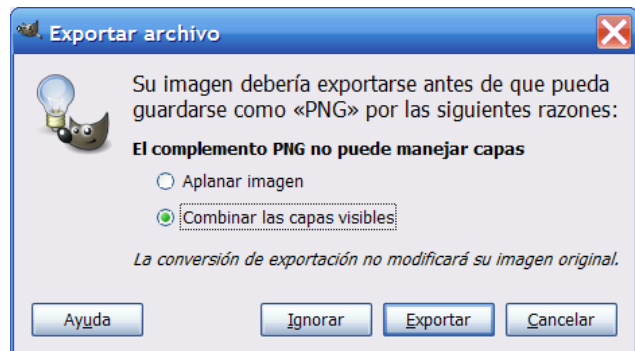 Exportar archivo
Su imagen debería exportarse antes de que pueda
guardarse como «PNG» por las siguientes razones:
El complemento PNG no puede manejar capas
Aplanar imagen
Combinar las capas visibles
La conversión de exportación no modificará su imagen original.
Ayuda Ignorar Exportar Cancelar